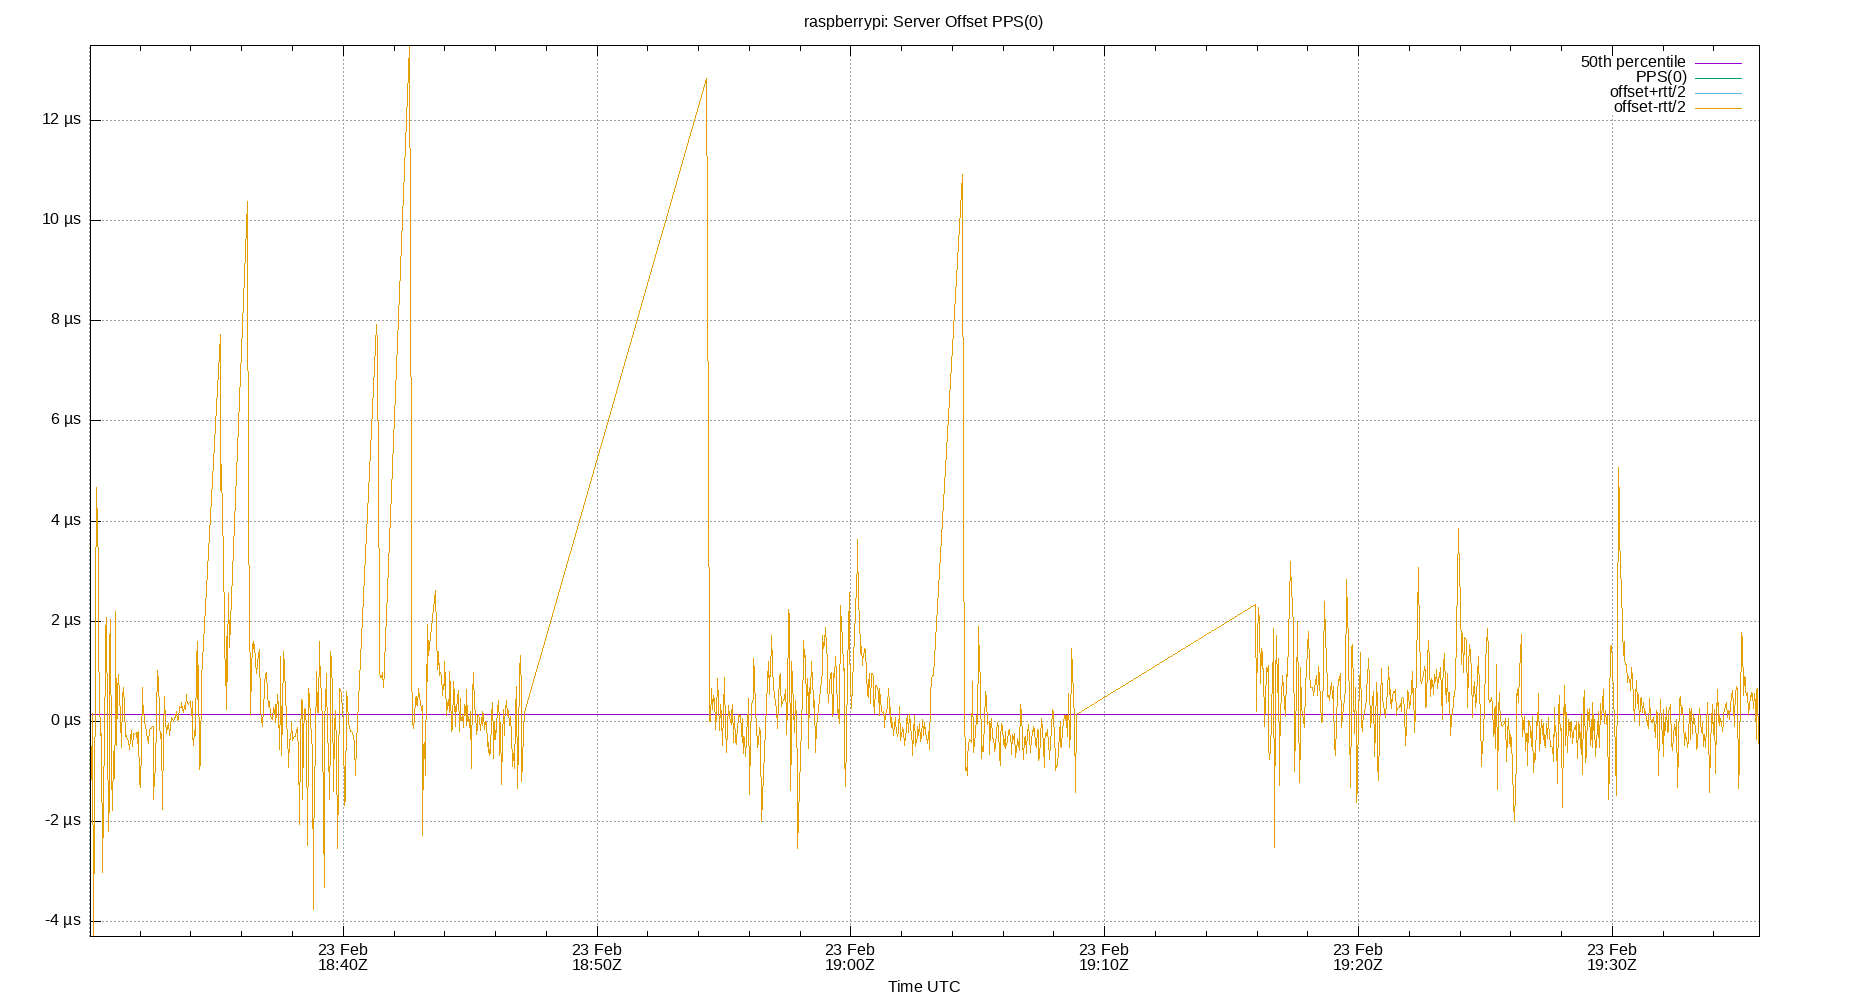 raspberrypi: Server Offset PPS(0)
50th percentile
PPS(0)
offset+rtt/2
offset-rtt/2
12 µs
10 µs
8 µs
6 µs
4 µs
2 µs
0 µs
-2 µs
-4 µs
23 Feb 23 Feb 23 Feb 23 Feb 23 Feb 23 Feb
18:40Z 18:50Z 19:00Z 19:10Z 19:20Z 19:30Z
Time UTC